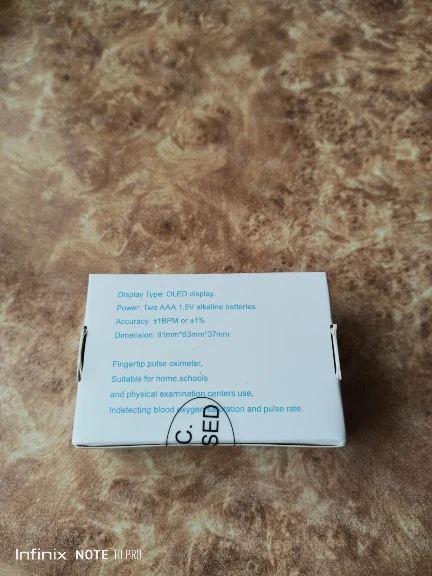 Display Type: OLED display.
Power: Two AAA 1.5V alkaline batteries
Accuracy: ±1BPM or ±1%
Dimension: 91mm*63mm*37mm
Fingertip pulse oximeter,
Suitable for home,schools
and physical examination centers use,
Indetecting blood oxygen saturation and pulse rate.
C.
SED
Infinix NOTE 10 PRO